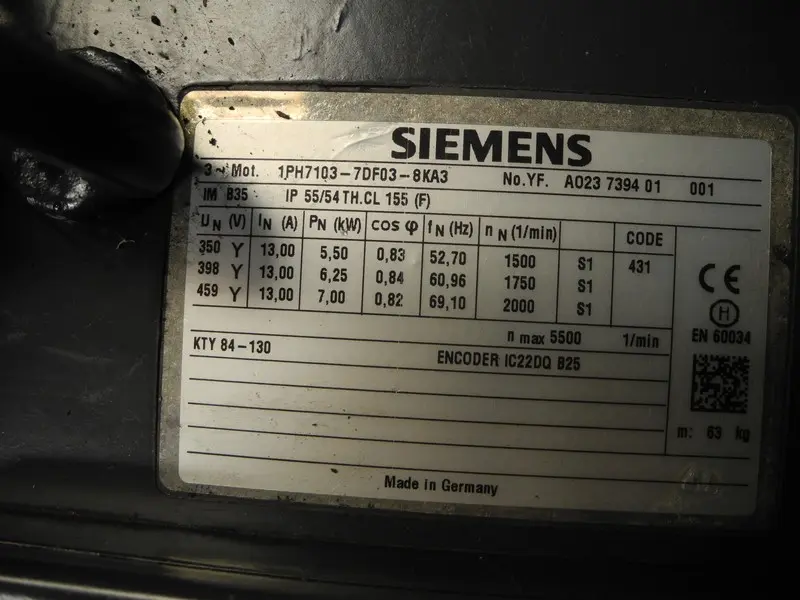 SIEMENS
3~ Mot. 1PH7103-7DF03-8KA3 No.YF. A023 7394 01 001
IM B35 IP 55/54 TH.CL 155 (F)
UN (V) IN (A) PN (kW) cos φ fN (Hz) nN (1/min) CODE
350 Y 13,00 5,50 0,83 52,70 1500 S1 431
398 Y 13,00 6,25 0,84 60,96 1750 S1
459 Y 13,00 7,00 0,82 69,10 2000 S1
CE
H
n max 5500 1/min EN 60034
KTY 84-130 ENCODER IC22DQ B25
m: 63 kg
Made in Germany